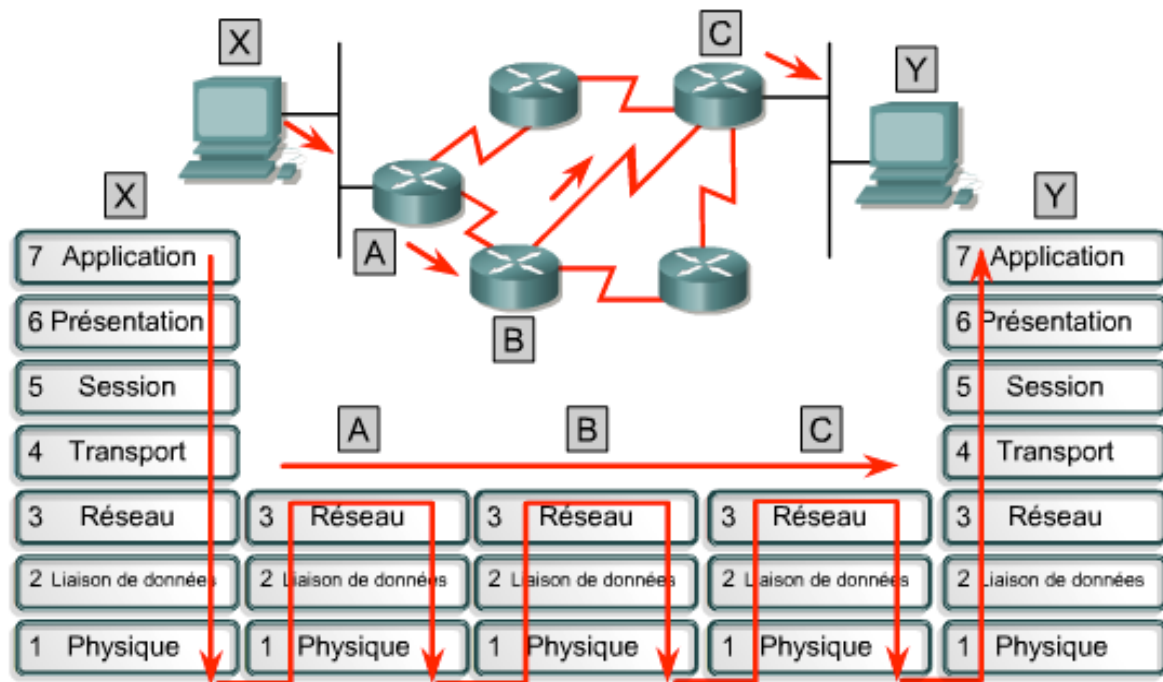 X
C
Y
A
B
X
Y
7 Application
6 Présentation
5 Session
4 Transport
3 Réseau
2 Liaison de données
1 Physique
A
B
C
3 Réseau
2 Liaison de données
1 Physique
3 Réseau
2 Liaison de données
1 Physique
3 Réseau
2 Liaison de données
1 Physique
7 Application
6 Présentation
5 Session
4 Transport
3 Réseau
2 Liaison de données
1 Physique